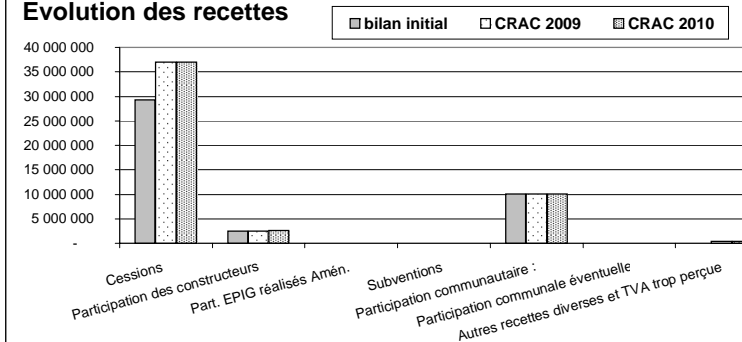 Evolution des recettes
bilan initial CRAC 2009 CRAC 2010
40 000 000
35 000 000
30 000 000
25 000 000
20 000 000
15 000 000
10 000 000
5 000 000
-
Cessions
Participation des constructeurs
Part. EPIG réalisés Amén.
Subventions
Participation communautaire :
Participation communale éventuelle
Autres recettes diverses et TVA trop perçue